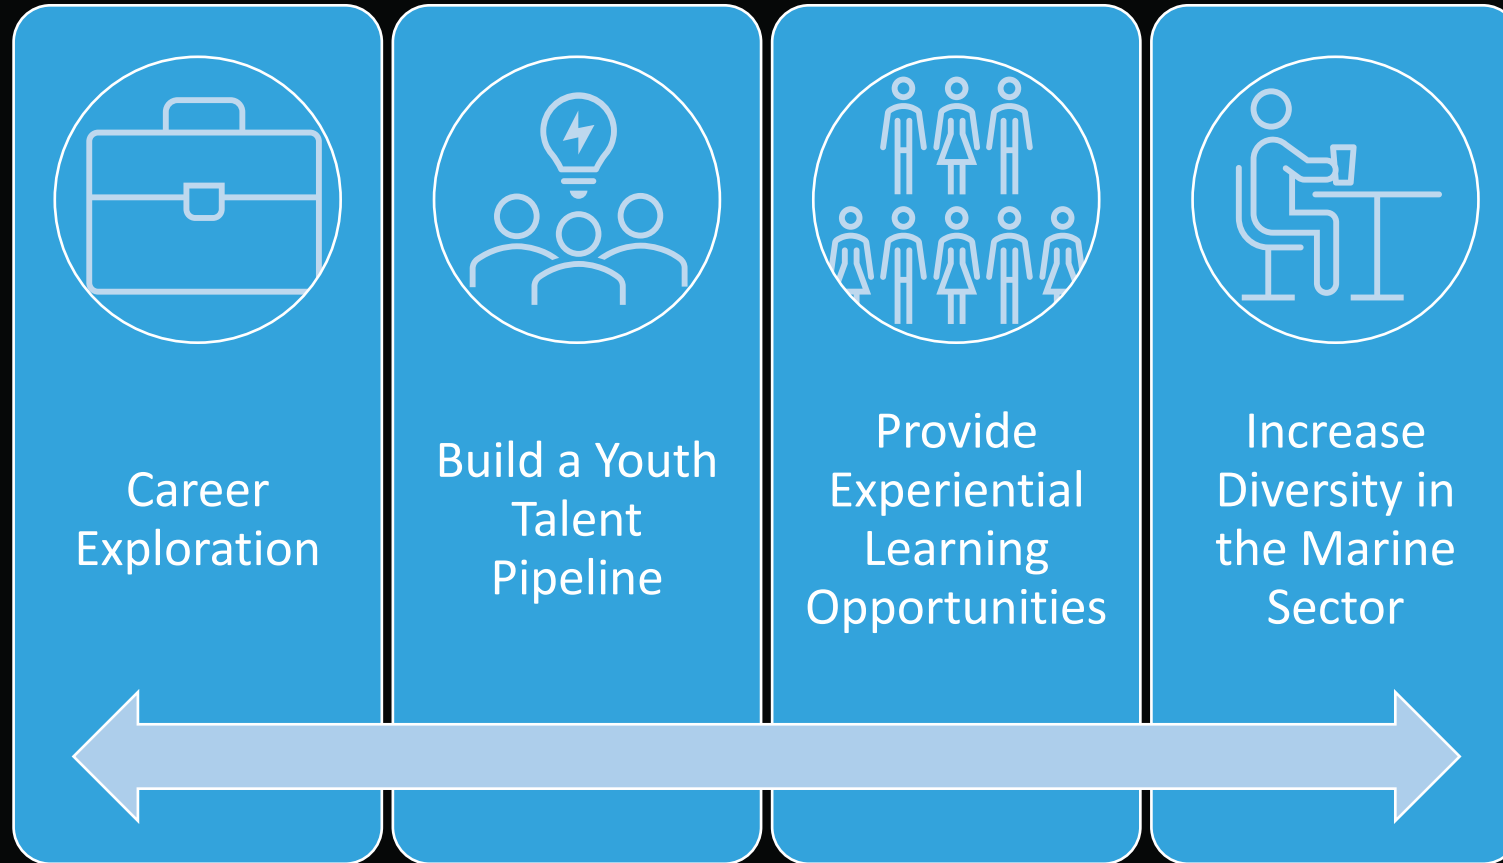 Career
Exploration
Build a Youth
Talent
Pipeline
Provide
Experiential
Learning
Opportunities
Increase
Diversity in
the Marine
Sector